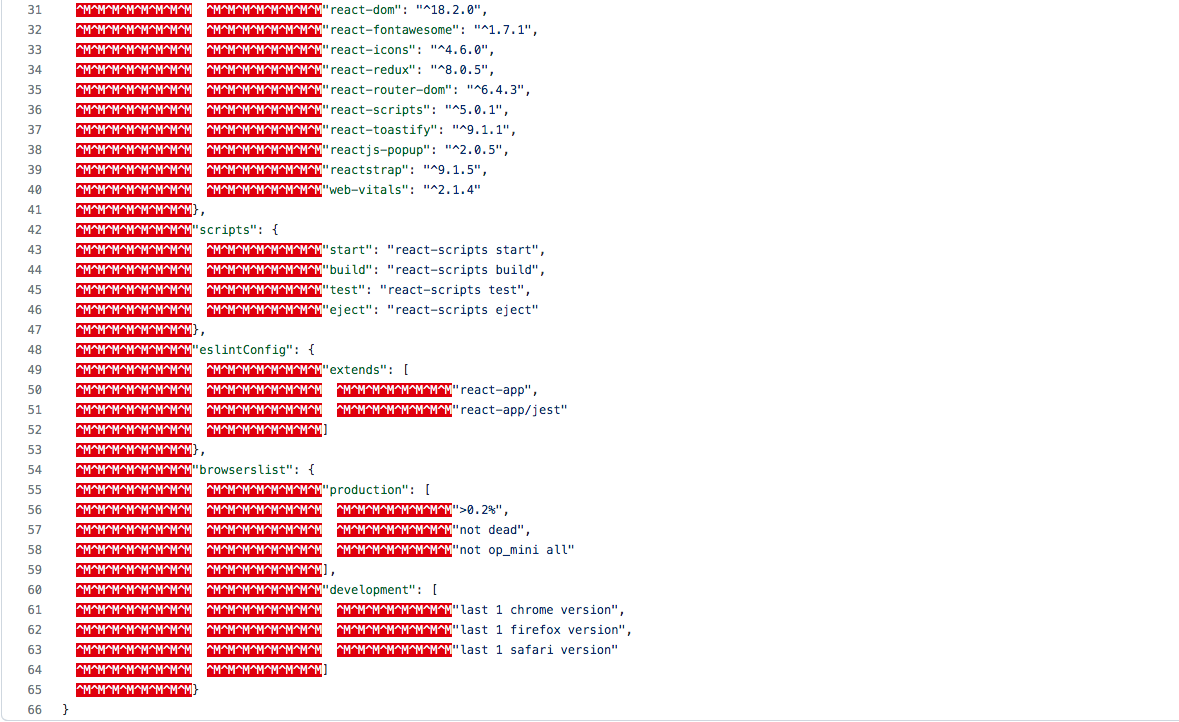 31 ^M^M^M^M^M^M^M^M ^M^M^M^M^M^M^M^M"react-dom": "^18.2.0",
32 ^M^M^M^M^M^M^M^M ^M^M^M^M^M^M^M^M"react-fontawesome": "^1.7.1",
33 ^M^M^M^M^M^M^M^M ^M^M^M^M^M^M^M^M"react-icons": "^4.6.0",
34 ^M^M^M^M^M^M^M^M ^M^M^M^M^M^M^M^M"react-redux": "^8.0.5",
35 ^M^M^M^M^M^M^M^M ^M^M^M^M^M^M^M^M"react-router-dom": "^6.4.3",
36 ^M^M^M^M^M^M^M^M ^M^M^M^M^M^M^M^M"react-scripts": "^5.0.1",
37 ^M^M^M^M^M^M^M^M ^M^M^M^M^M^M^M^M"react-toastify": "^9.1.1",
38 ^M^M^M^M^M^M^M^M ^M^M^M^M^M^M^M^M"reactjs-popup": "^2.0.5",
39 ^M^M^M^M^M^M^M^M ^M^M^M^M^M^M^M^M"reactstrap": "^9.1.5",
40 ^M^M^M^M^M^M^M^M ^M^M^M^M^M^M^M^M"web-vitals": "^2.1.4"
41 ^M^M^M^M^M^M^M^M},
42 ^M^M^M^M^M^M^M^M"scripts": {
43 ^M^M^M^M^M^M^M^M ^M^M^M^M^M^M^M^M"start": "react-scripts start",
44 ^M^M^M^M^M^M^M^M ^M^M^M^M^M^M^M^M"build": "react-scripts build",
45 ^M^M^M^M^M^M^M^M ^M^M^M^M^M^M^M^M"test": "react-scripts test",
46 ^M^M^M^M^M^M^M^M ^M^M^M^M^M^M^M^M"eject": "react-scripts eject"
47 ^M^M^M^M^M^M^M^M},
48 ^M^M^M^M^M^M^M^M"eslintConfig": {
49 ^M^M^M^M^M^M^M^M ^M^M^M^M^M^M^M^M"extends": [
50 ^M^M^M^M^M^M^M^M ^M^M^M^M^M^M^M^M ^M^M^M^M^M^M^M^M"react-app",
51 ^M^M^M^M^M^M^M^M ^M^M^M^M^M^M^M^M ^M^M^M^M^M^M^M^M"react-app/jest"
52 ^M^M^M^M^M^M^M^M ^M^M^M^M^M^M^M^M]
53 ^M^M^M^M^M^M^M^M},
54 ^M^M^M^M^M^M^M^M"browserslist": {
55 ^M^M^M^M^M^M^M^M ^M^M^M^M^M^M^M^M"production": [
56 ^M^M^M^M^M^M^M^M ^M^M^M^M^M^M^M^M ^M^M^M^M^M^M^M^M">0.2%",
57 ^M^M^M^M^M^M^M^M ^M^M^M^M^M^M^M^M ^M^M^M^M^M^M^M^M"not dead",
58 ^M^M^M^M^M^M^M^M ^M^M^M^M^M^M^M^M ^M^M^M^M^M^M^M^M"not op_mini all"
59 ^M^M^M^M^M^M^M^M ^M^M^M^M^M^M^M^M],
60 ^M^M^M^M^M^M^M^M ^M^M^M^M^M^M^M^M"development": [
61 ^M^M^M^M^M^M^M^M ^M^M^M^M^M^M^M^M ^M^M^M^M^M^M^M^M"last 1 chrome version",
62 ^M^M^M^M^M^M^M^M ^M^M^M^M^M^M^M^M ^M^M^M^M^M^M^M^M"last 1 firefox version",
63 ^M^M^M^M^M^M^M^M ^M^M^M^M^M^M^M^M ^M^M^M^M^M^M^M^M"last 1 safari version"
64 ^M^M^M^M^M^M^M^M ^M^M^M^M^M^M^M^M]
65 ^M^M^M^M^M^M^M^M}
66 }